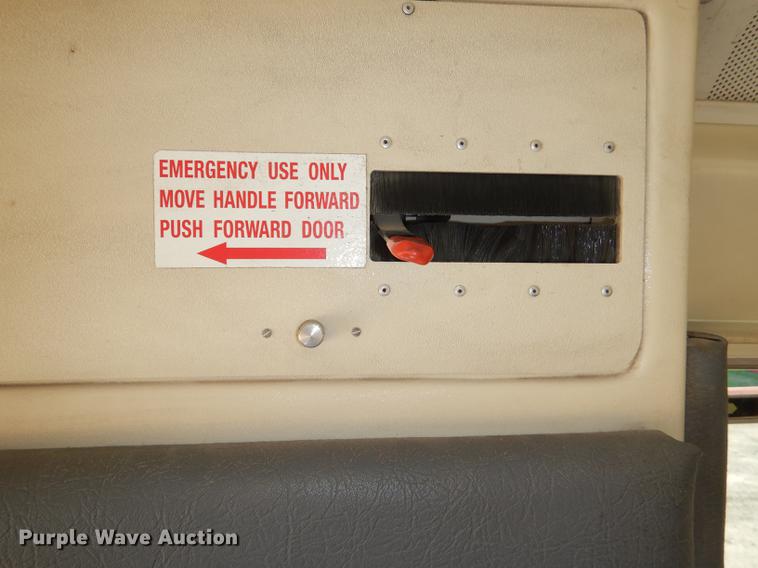 EMERGENCY USE ONLY
MOVE HANDLE FORWARD
PUSH FORWARD DOOR
Purple Wave Auction